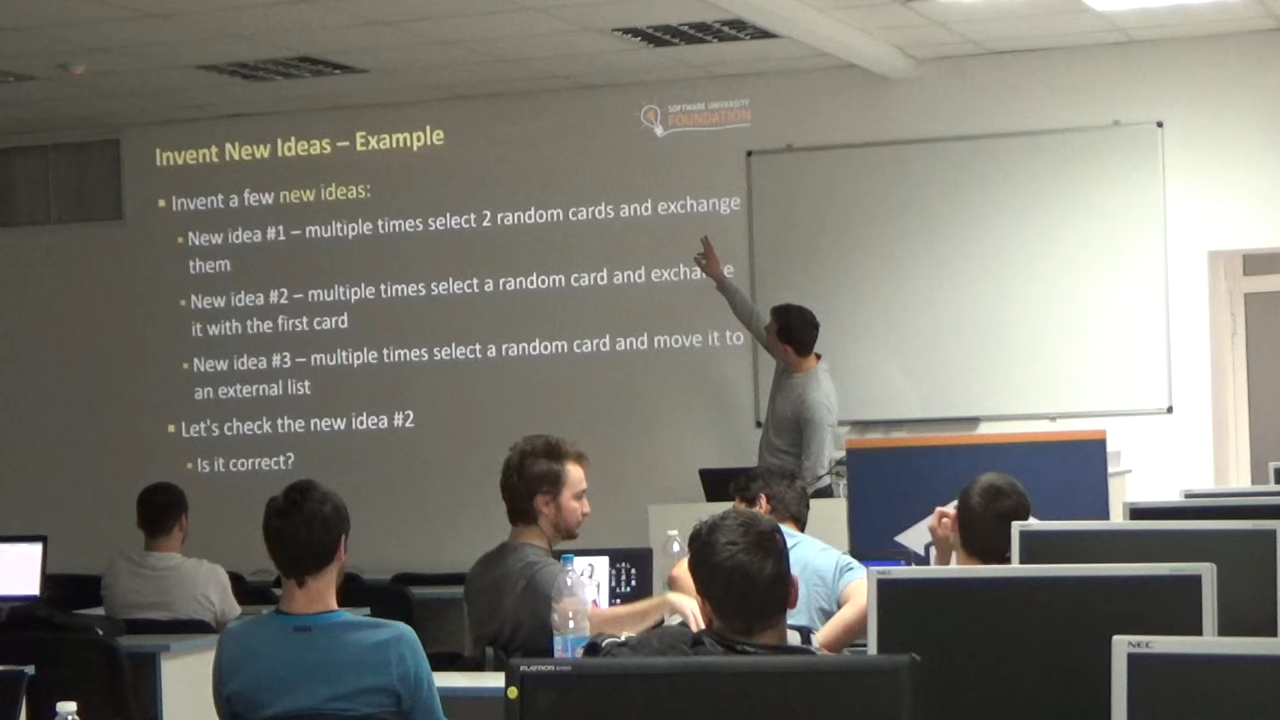 SOFTWARE UNIVERSITY
FOUNDATION
Invent New Ideas – Example
▪ Invent a few new ideas:
▪ New idea #1 – multiple times select 2 random cards and exchange
them
▪ New idea #2 – multiple times select a random card and exchange
it with the first card
▪ New idea #3 – multiple times select a random card and move it to
an external list
▪ Let's check the new idea #2
▪ Is it correct?
NEC
FLATRON
NEC